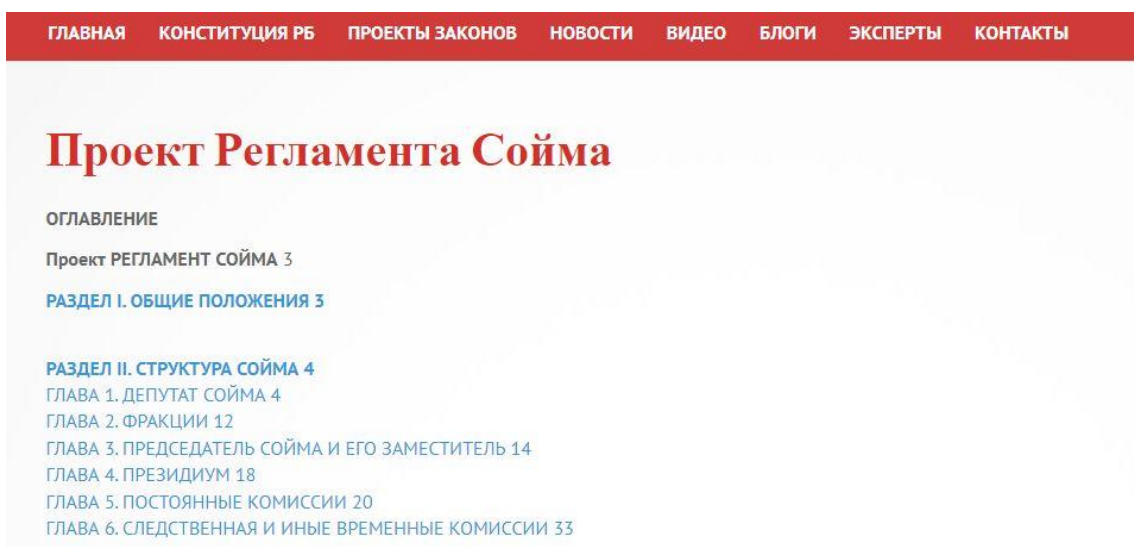 ГЛАВНАЯ КОНСТИТУЦИЯ РБ ПРОЕКТЫ ЗАКОНОВ НОВОСТИ ВИДЕО БЛОГИ ЭКСПЕРТЫ КОНТАКТЫ
Проект Регламента Сойма
ОГЛАВЛЕНИЕ
Проект РЕГЛАМЕНТ СОЙМА 3
РАЗДЕЛ I. ОБЩИЕ ПОЛОЖЕНИЯ 3
РАЗДЕЛ II. СТРУКТУРА СОЙМА 4
ГЛАВА 1. ДЕПУТАТ СОЙМА 4
ГЛАВА 2. ФРАКЦИИ 12
ГЛАВА 3. ПРЕДСЕДАТЕЛЬ СОЙМА И ЕГО ЗАМЕСТИТЕЛЬ 14
ГЛАВА 4. ПРЕЗИДИУМ 18
ГЛАВА 5. ПОСТОЯННЫЕ КОМИССИИ 20
ГЛАВА 6. СЛЕДСТВЕННАЯ И ИНЫЕ ВРЕМЕННЫЕ КОМИССИИ 33